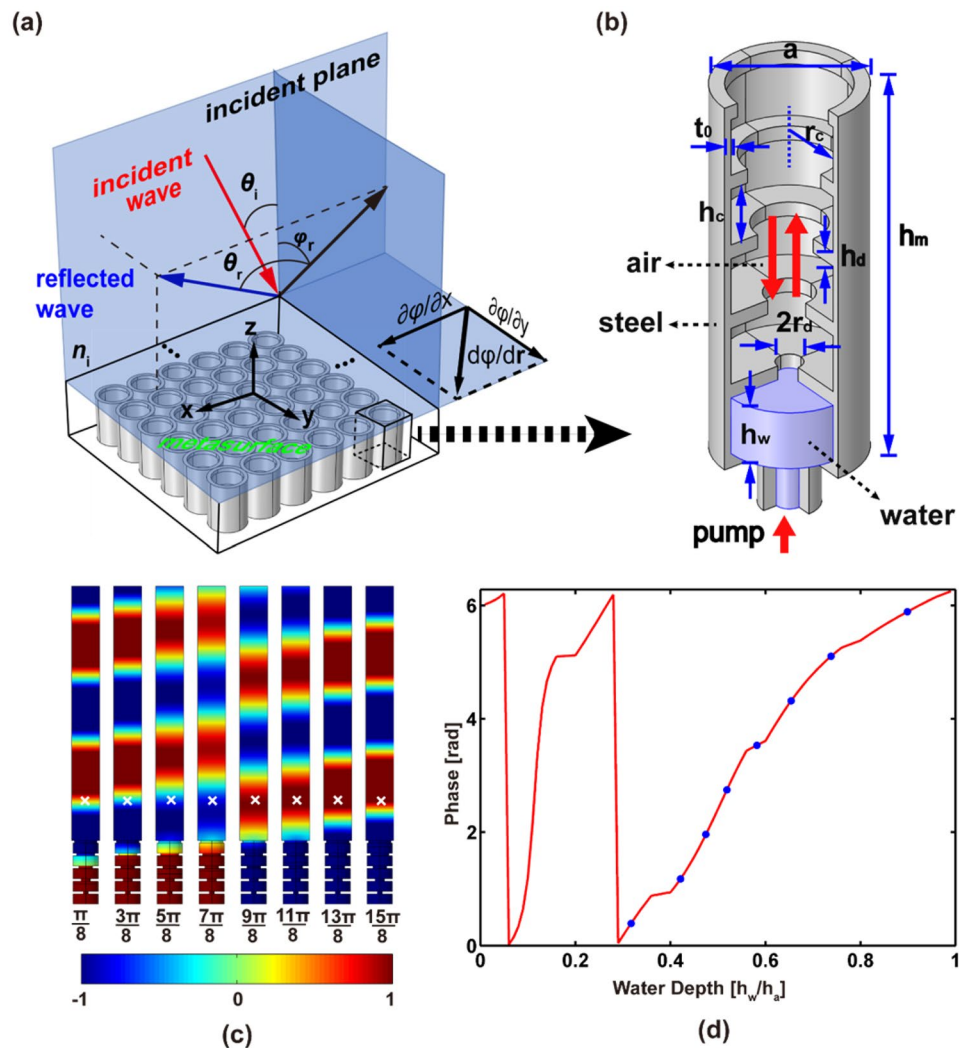 (a)
incident plane
incident
wave
θi
φr
θr
reflected
wave
ni
z
x
y
metasurface
∂φ/∂x
∂φ/∂y
dφ/dr
(b)
a
t0
rc
hc
hm
air
hd
steel
2rd
hw
water
pump
π/8 3π/8 5π/8 7π/8 9π/8 11π/8 13π/8 15π/8
-1 0 1
(c)
Phase [rad]
6
4
2
0
0 0.2 0.4 0.6 0.8 1
Water Depth [hw/ha]
(d)